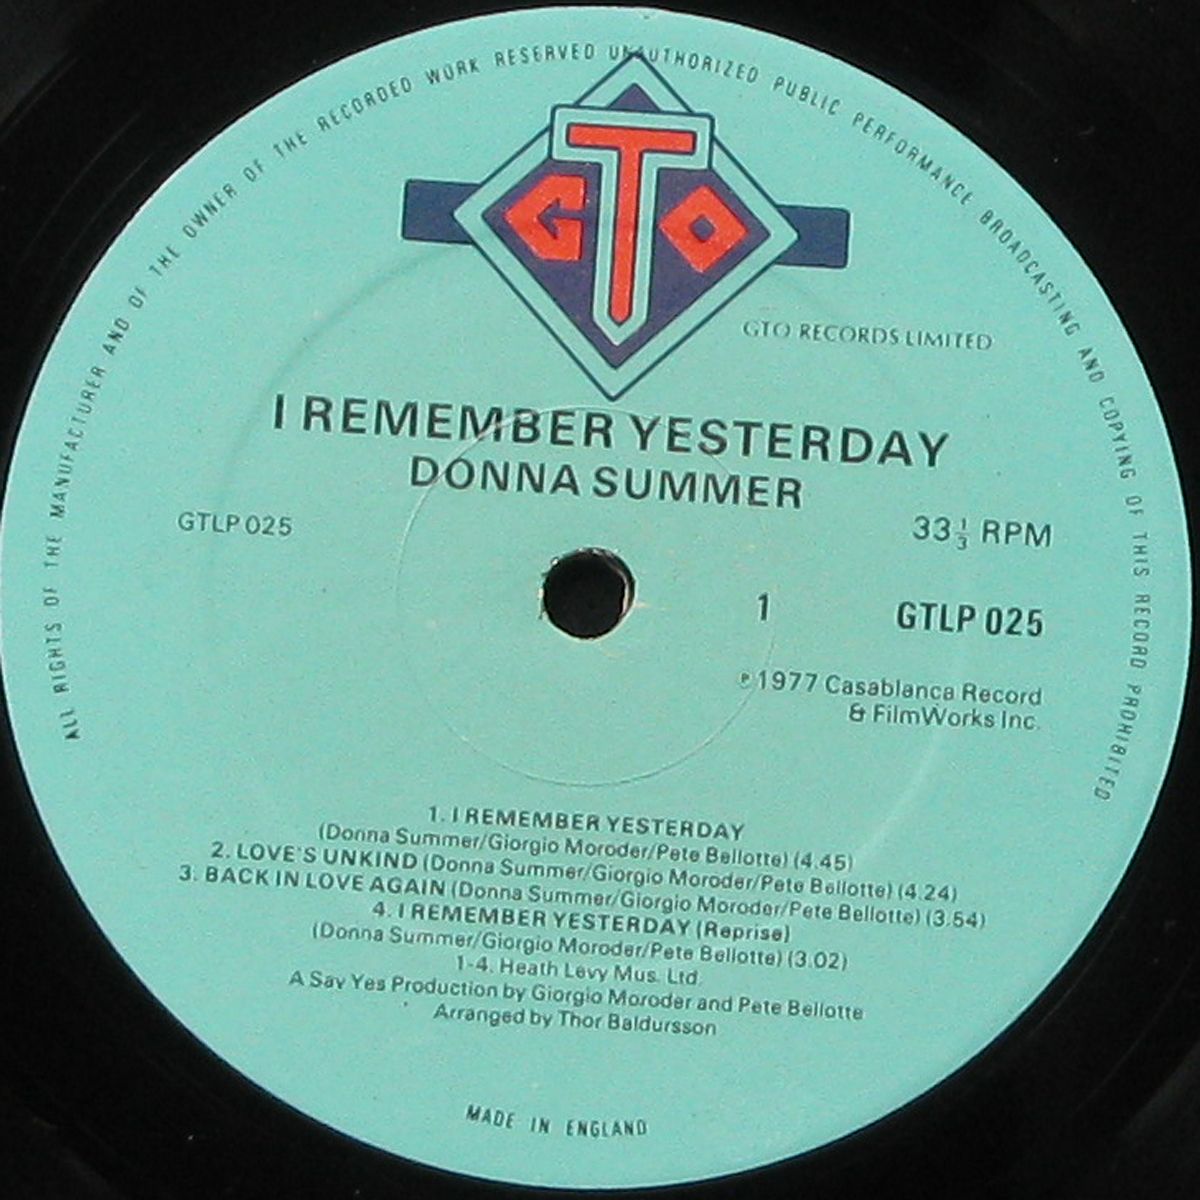 ALL RIGHTS OF THE MANUFACTURER AND OF THE OWNER OF THE RECORDED WORK RESERVED UNAUTHORIZED PUBLIC PERFORMANCE BROADCASTING AND COPYING OF THIS RECORD PROHIBITED
GTO
GTO RECORDS LIMITED
I REMEMBER YESTERDAY
DONNA SUMMER
GTLP 025
33⅓ RPM
1
GTLP 025
℗ 1977 Casablanca Record
& FilmWorks Inc.
1. I REMEMBER YESTERDAY
(Donna Summer/Giorgio Moroder/Pete Bellotte) (4.45)
2. LOVE'S UNKIND (Donna Summer/Giorgio Moroder/Pete Bellotte) (4.24)
3. BACK IN LOVE AGAIN (Donna Summer/Giorgio Moroder/Pete Bellotte) (3.54)
4. I REMEMBER YESTERDAY (Reprise)
(Donna Summer/Giorgio Moroder/Pete Bellotte) (3.02)
1-4. Heath Levy Mus. Ltd.
A Say Yes Production by Giorgio Moroder and Pete Bellotte
Arranged by Thor Baldursson
MADE IN ENGLAND